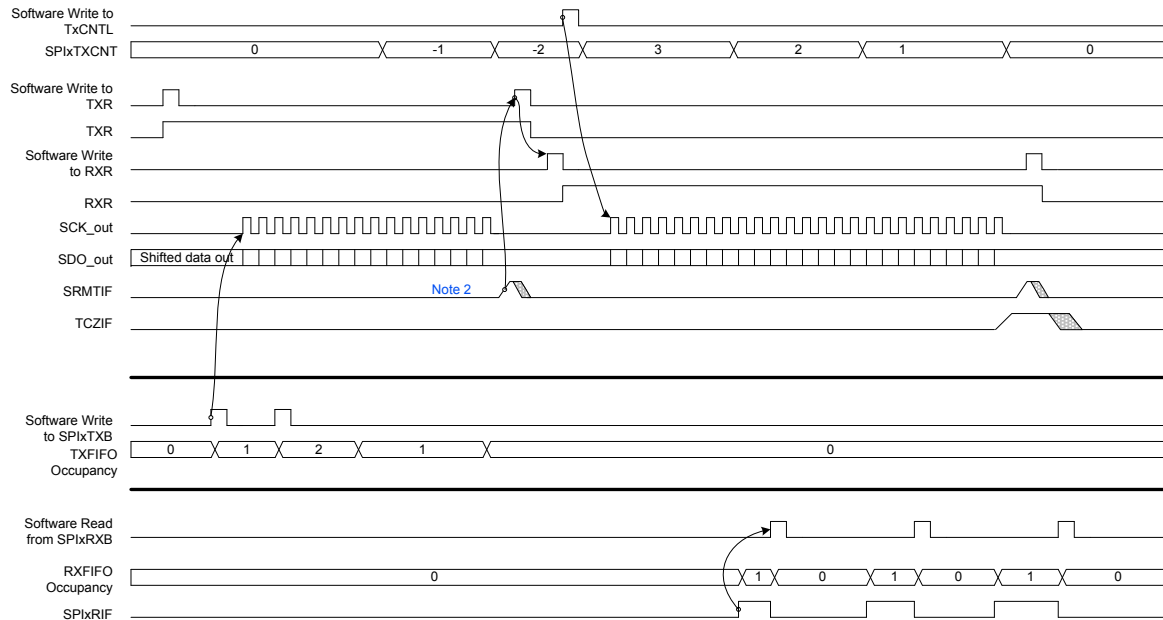 Software Write to
TxCNTL
SPIxTXCNT 0 -1 -2 3 2 1 0
Software Write to
TXR
TXR
Software Write
to RXR
RXR
SCK_out
SDO_out Shifted data out
SRMTIF Note 2
TCZIF
Software Write
to SPIxTXB
TXFIFO 0 1 2 1 0
Occupancy
Software Read
from SPIxRXB
RXFIFO 0 1 0 1 0 1 0
Occupancy
SPIxRIF